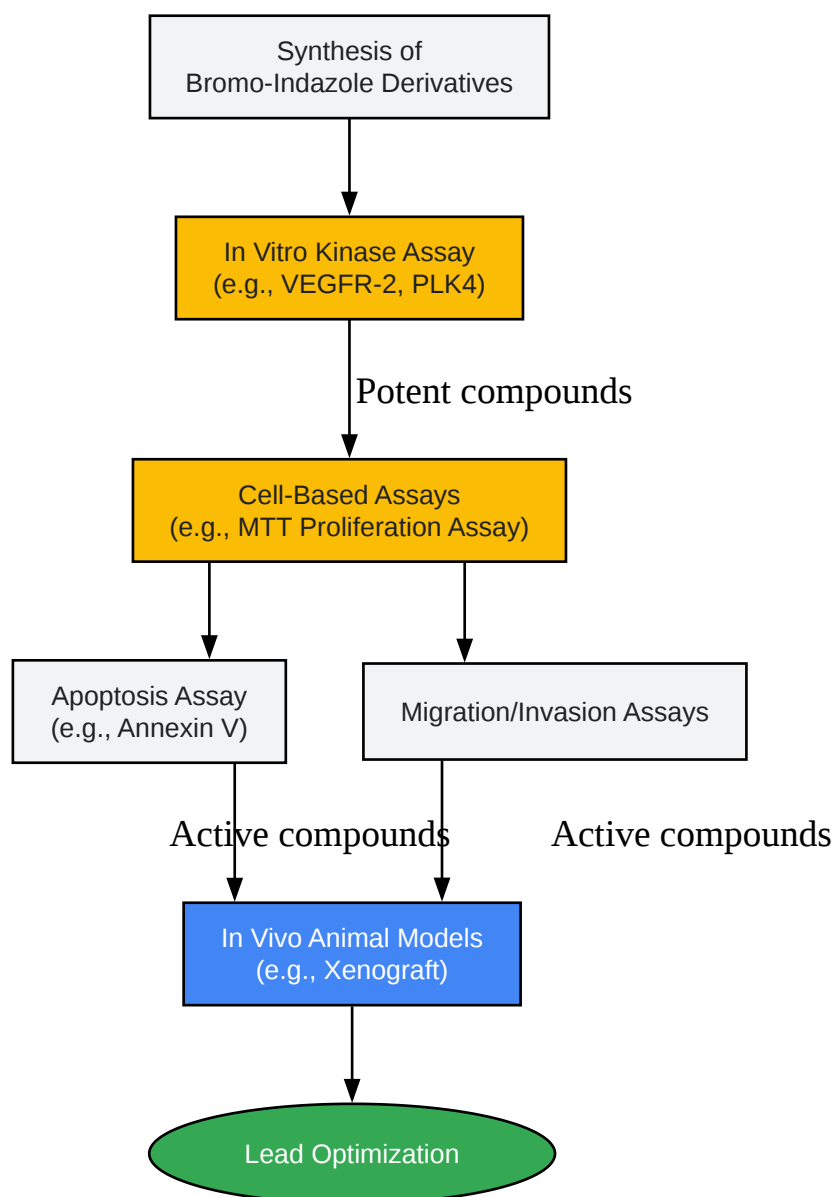 Synthesis of
Bromo-Indazole Derivatives
In Vitro Kinase Assay
(e.g., VEGFR-2, PLK4)
Potent compounds
Cell-Based Assays
(e.g., MTT Proliferation Assay)
Apoptosis Assay
(e.g., Annexin V)
Migration/Invasion Assays
Active compounds
Active compounds
In Vivo Animal Models
(e.g., Xenograft)
Lead Optimization